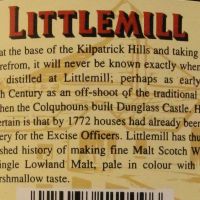 LITTLEMILL
at the base of the Kilpatrick Hills and taking
refrom, it will never be known exactly when
distilled at Littlemill; perhaps as early
th Century as an off-shoot of the traditional
hen the Colquhouns built Dunglass Castle. H
ertain is that by 1772 houses had already been
ery for the Excise Officers. Littlemill has thu
shed history of making fine Malt Scotch W
ingle Lowland Malt, pale in colour with a
rshmallow taste.